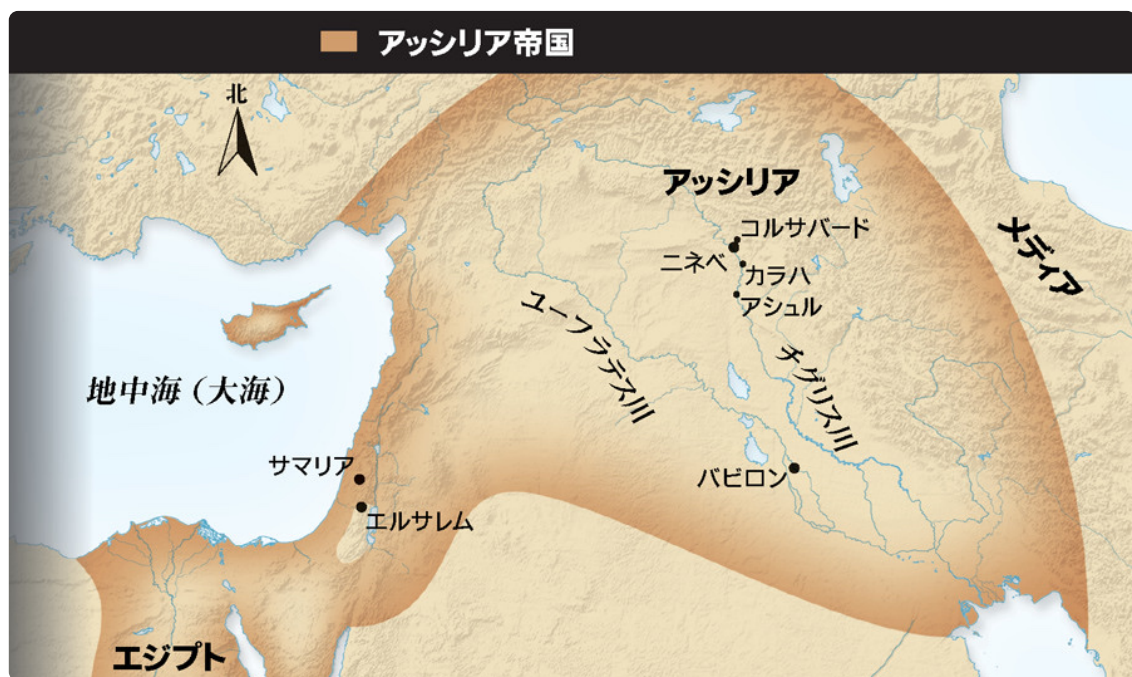 アッシリア帝国
北
アッシリア
コルサバード
ニネベ
カラハ
アシュル
メディア
ユーフラテス川
チグリス川
地中海（大海）
サマリア
エルサレム
バビロン
エジプト